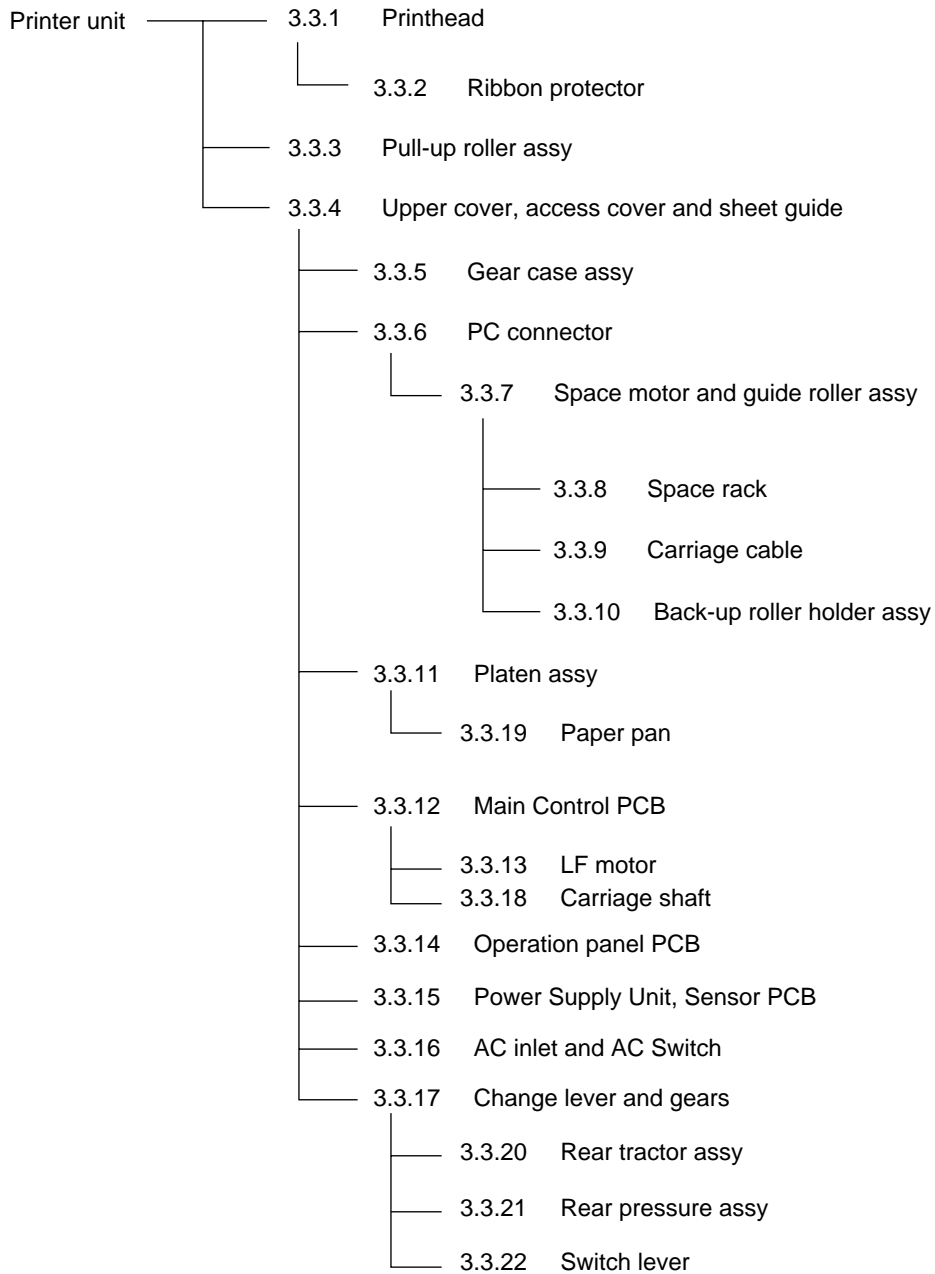 Printer unit 3.3.1 Printhead
3.3.2 Ribbon protector
3.3.3 Pull-up roller assy
3.3.4 Upper cover, access cover and sheet guide
3.3.5 Gear case assy
3.3.6 PC connector
3.3.7 Space motor and guide roller assy
3.3.8 Space rack
3.3.9 Carriage cable
3.3.10 Back-up roller holder assy
3.3.11 Platen assy
3.3.19 Paper pan
3.3.12 Main Control PCB
3.3.13 LF motor
3.3.18 Carriage shaft
3.3.14 Operation panel PCB
3.3.15 Power Supply Unit, Sensor PCB
3.3.16 AC inlet and AC Switch
3.3.17 Change lever and gears
3.3.20 Rear tractor assy
3.3.21 Rear pressure assy
3.3.22 Switch lever